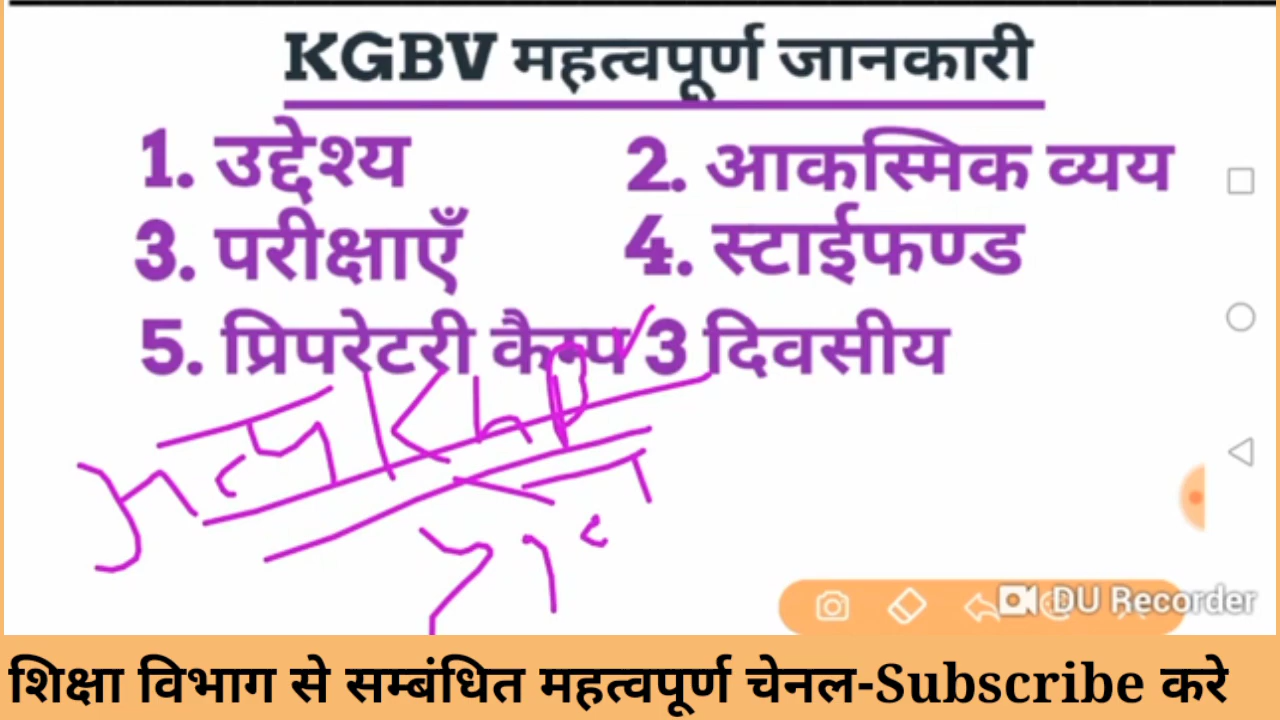 KGBV महत्वपूर्ण जानकारी
1. उद्देश्य 2. आकस्मिक व्यय
3. परीक्षाएँ 4. स्टाईफण्ड
5. प्रिपरेटरी कैम्प 3 दिवसीय
DU Recorder
शिक्षा विभाग से सम्बंधित महत्वपूर्ण चेनल-Subscribe करे